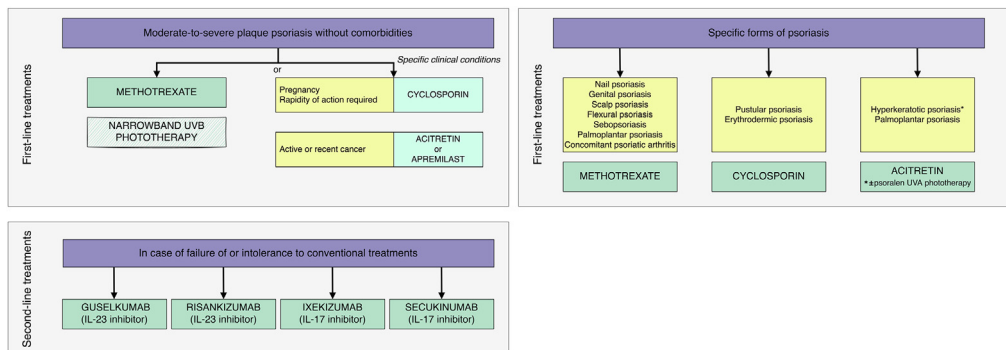 First-line treatments
Moderate-to-severe plaque psoriasis without comorbidities
Specific clinical conditions
or
METHOTREXATE
NARROWBAND UVB
PHOTOTHERAPY
Pregnancy
Rapidity of action required
CYCLOSPORIN
Active or recent cancer
ACITRETIN
or
APREMILAST
First-line treatments
Specific forms of psoriasis
Nail psoriasis
Genital psoriasis
Scalp psoriasis
Flexural psoriasis
Sebopsoriasis
Palmoplantar psoriasis
Concomitant psoriatic arthritis
METHOTREXATE
Pustular psoriasis
Erythrodermic psoriasis
CYCLOSPORIN
Hyperkeratotic psoriasis*
Palmoplantar psoriasis
ACITRETIN
*±psoralen UVA phototherapy
Second-line treatments
In case of failure of or intolerance to conventional treatments
GUSELKUMAB
(IL-23 inhibitor)
RISANKIZUMAB
(IL-23 inhibitor)
IXEKIZUMAB
(IL-17 inhibitor)
SECUKINUMAB
(IL-17 inhibitor)